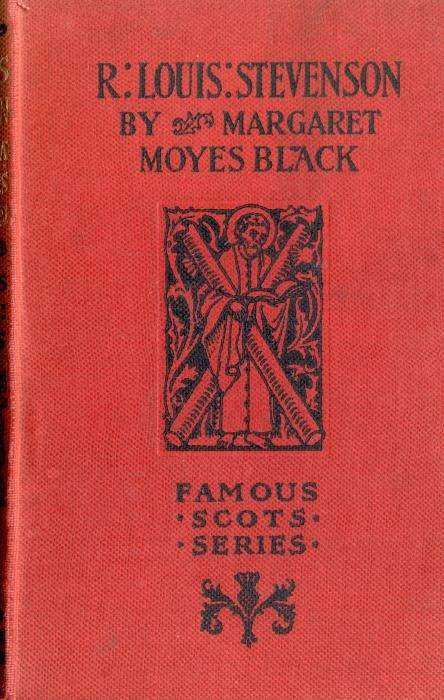 R: LOUIS: STEVENSON
BY MARGARET
MOYES BLACK
FAMOUS
·SCOTS·
·SERIES·